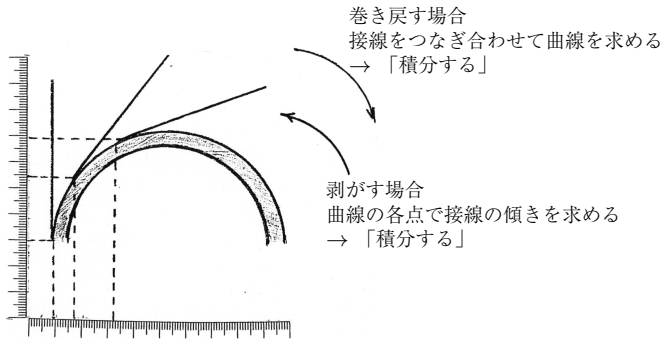 巻き戻す場合
接線をつなぎ合わせて曲線を求める
→ 「積分する」
剥がす場合
曲線の各点で接線の傾きを求める
→ 「積分する」